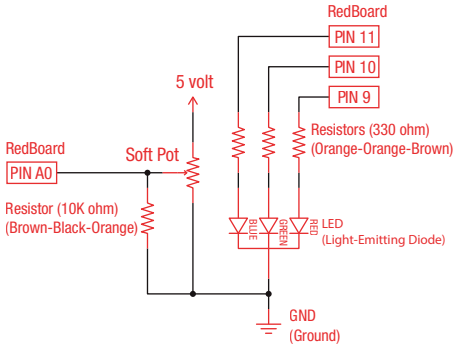 RedBoard
PIN 11
PIN 10
PIN 9
5 volt
Resistors (330 ohm)
(Orange-Orange-Brown)
RedBoard
PIN A0
Soft Pot
Resistor (10K ohm)
(Brown-Black-Orange)
BLUE
GREEN
RED
LED
(Light-Emitting Diode)
GND
(Ground)